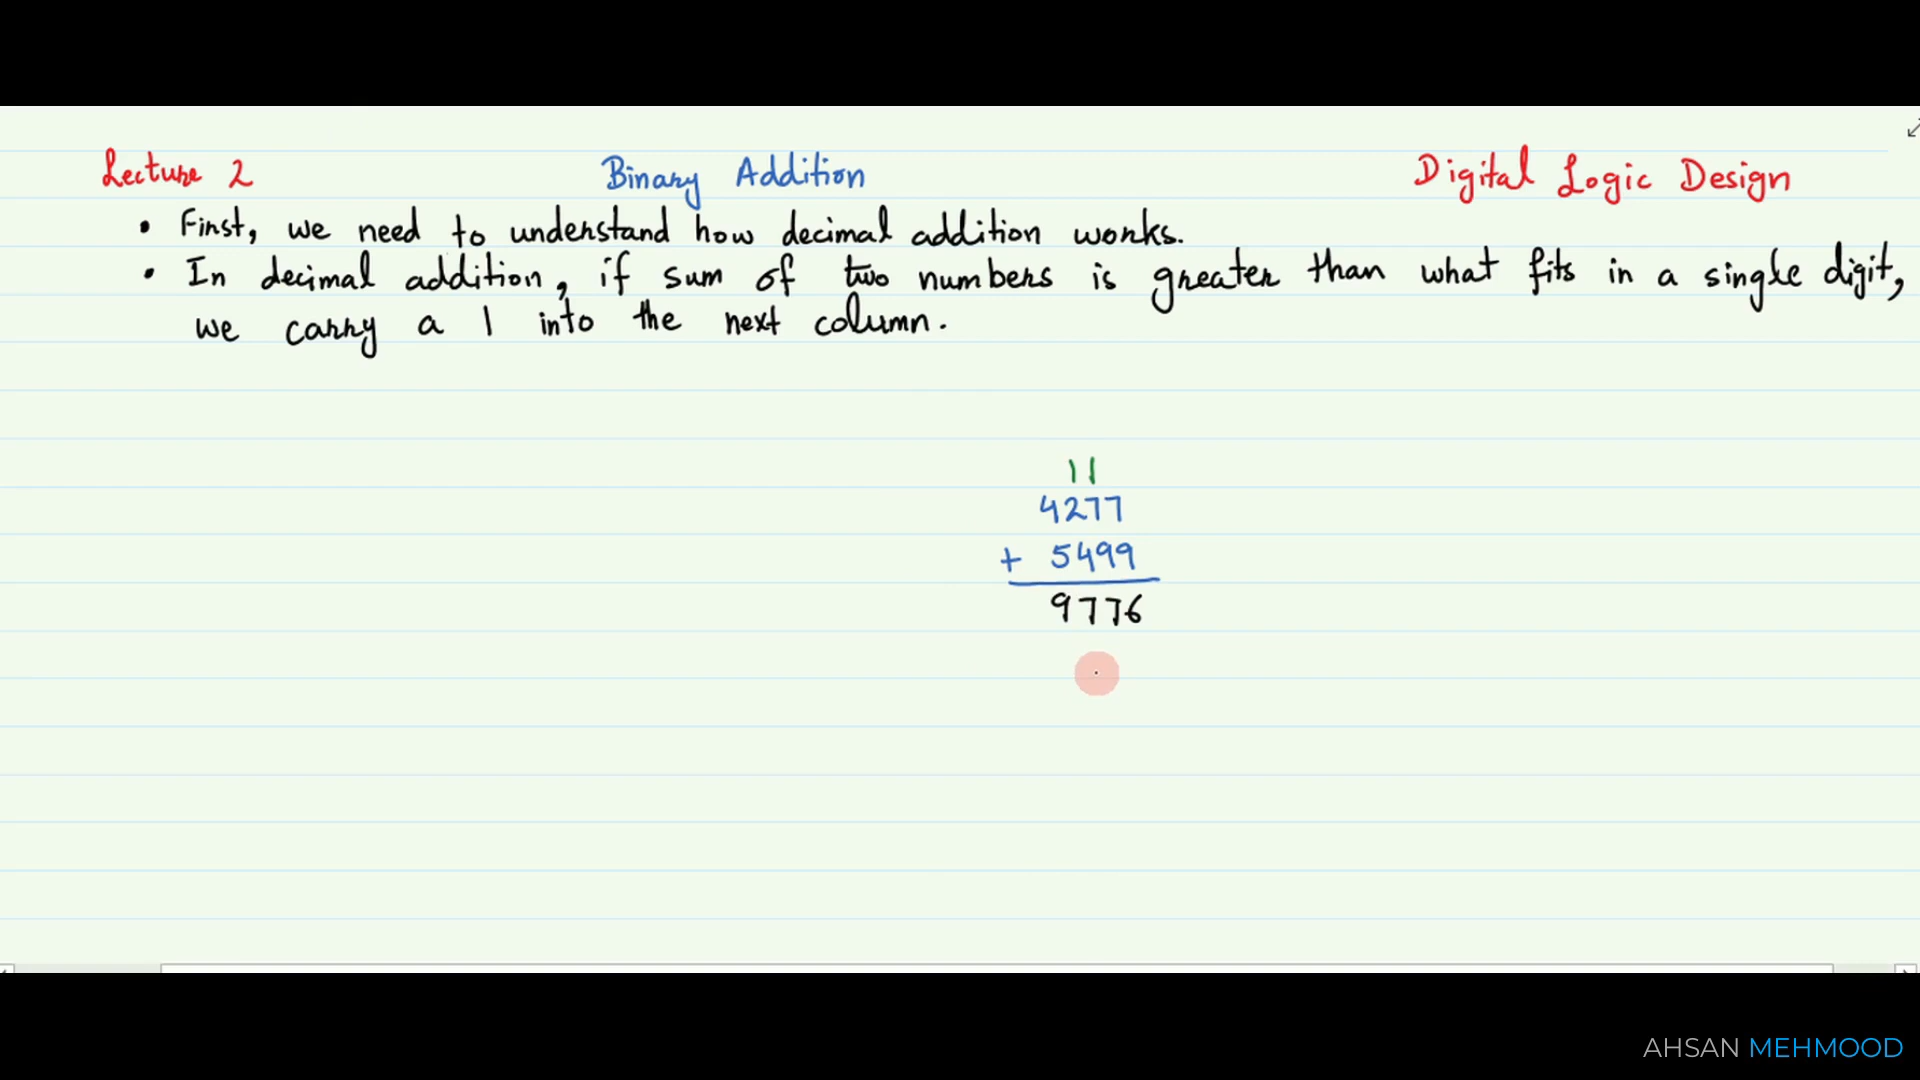 Lecture 2 Binary Addition Digital Logic Design
• First, we need to understand how decimal addition works.
• In decimal addition, if sum of two numbers is greater than what fits in a single digit,
we carry a 1 into the next column.
11
4277
+ 5499
9776
AHSAN MEHMOOD